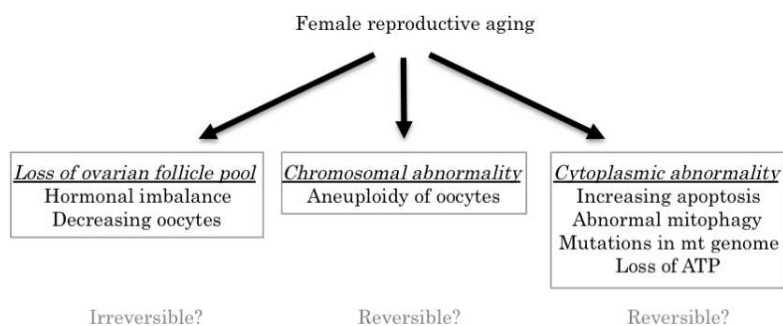 Female reproductive aging
Loss of ovarian follicle pool
Hormonal imbalance
Decreasing oocytes
Chromosomal abnormality
Aneuploidy of oocytes
Cytoplasmic abnormality
Increasing apoptosis
Abnormal mitophagy
Mutations in mt genome
Loss of ATP
Irreversible?
Reversible?
Reversible?